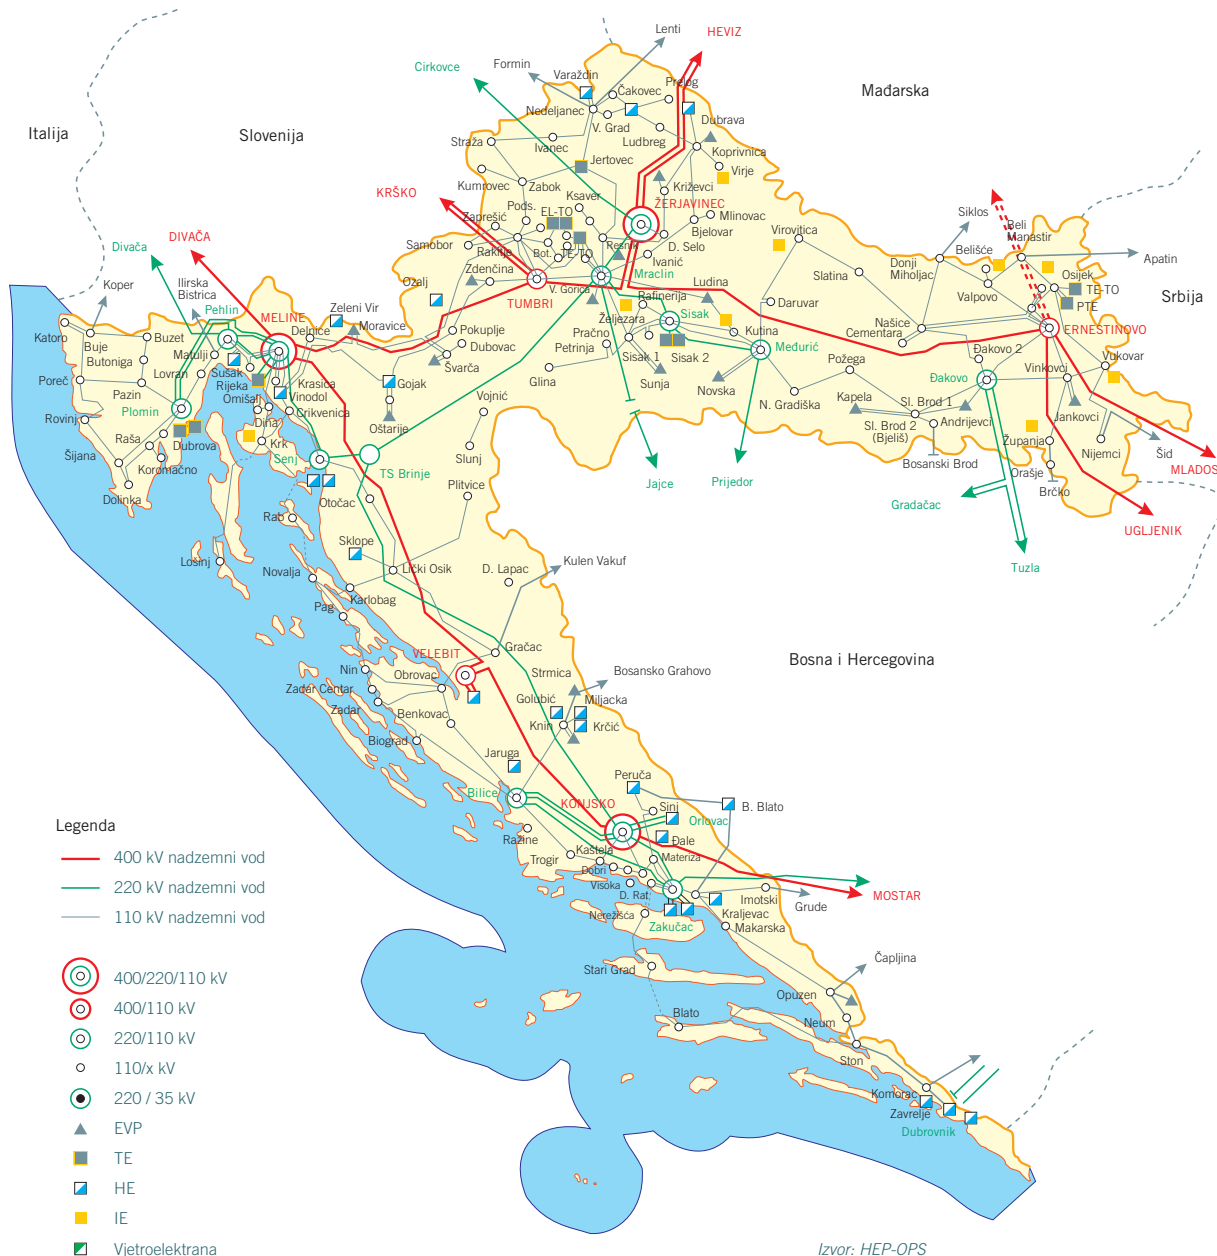 Lenti
HEVIZ
Formin
Cirkovce
Varaždin
Čakovec
Prelog
Mađarska
Nedeljanec
V. Grad
Dubrava
Italija
Slovenija
Straža
Ivanec
Ludbreg
Koprivnica
Jertovec
Virje
Kumrovec
Zabok
Križevci
KRŠKO
Ksaver
ŽERJAVINEC
Pods.
EL-TO
Mlinovac
Siklos
Beli
Manastir
Zaprešić
Bjelovar
Virovitica
DIVAČA
Divača
Samobor
Rakitje
Bot.
TE-TO
Resnik
D. Selo
Belišće
Donji
Miholjac
Apatin
Ivanić
Zdenčina
Mraclin
Ludina
Slatina
Osijek
Koper
Ilirska
Bistrica
Ozalj
V. Gorica
Valpovo
TE-TO
Srbija
Pehlin
Zeleni Vir
TUMBRI
Rafinerija
Daruvar
PTE
MELINE
Moravice
Željezara
Sisak
Našice
Cementara
ERNESTINOVO
Katoro
Buje
Buzet
Delnice
Pokuplje
Pračno
Kutina
Butoniga
Matulji
Dubovac
Petrinja
Sisak 1
Sisak 2
Međurić
Požega
Đakovo 2
Vukovar
Lovran
Sušak
Rijeka
Krasica
Švarča
Glina
Sunja
Novska
Đakovo
Vinkovci
Poreč
Pazin
Omišalj
Vinodol
Gojak
Plomin
Crikvenica
Vojnić
N. Gradiška
Kapela
Sl. Brod 1
Jankovci
Rovinj
Dina
Oštarije
Andrijevci
Raša
Dubrova
Krk
Sl. Brod 2
(Bjeliš)
Županja
Šijana
Koromačno
Senj
TS Brinje
Slunj
Bosanski Brod
Nijemci
Šid
MLADOST
Orašje
Jajce
Prijedor
Brčko
Dolinka
Otočac
Plitvice
Gradačac
Rab
UGLJENIK
Sklope
Lošinj
Kulen Vakuf
Tuzla
Novalja
Lički Osik
D. Lapac
Karlobag
Pag
VELEBIT
Gračac
Bosna i Hercegovina
Nin
Obrovac
Strmica
Bosansko Grahovo
Zadar Centar
Golubić
Miljacka
Zadar
Benkovac
Knin
Krčić
Biograd
Jaruga
Peruča
Bilice
KONJSKO
Sinj
B. Blato
Orlovac
Legenda
Razine
Đale
400 kV nadzemni vod
Kaštela
Trogir
Dobri
Materiza
220 kV nadzemni vod
Visoka
D. Rat
Imotski
MOSTAR
Grude
110 kV nadzemni vod
Nerežišća
Kraljevac
Zakučac
Makarska
Stari Grad
Čapljina
400/220/110 kV
Opuzen
400/110 kV
Blato
Neum
220/110 kV
Ston
110/x kV
220 / 35 kV
Komorac
Zavrelje
EVP
Dubrovnik
TE
HE
IE
Vjetroelektrana
Izvor: HEP-OPS